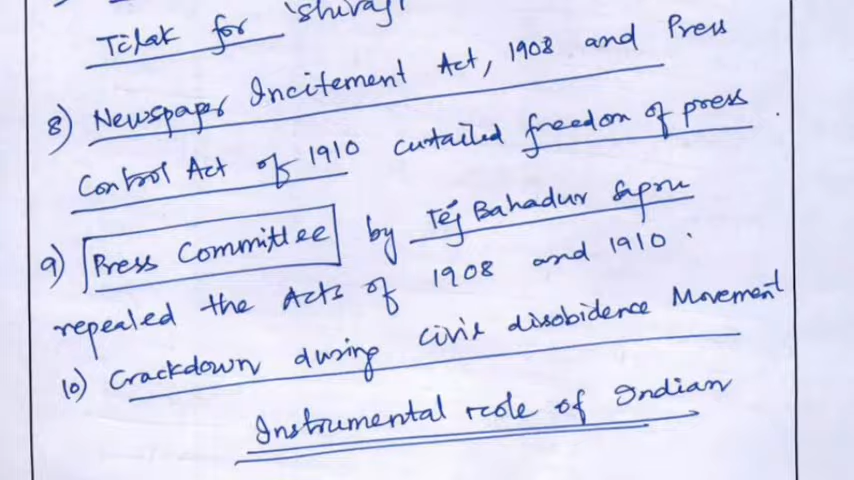 Tilak for 'Shivaji
8) Newspaper Incitement Act, 1908 and Press
Control Act of 1910 curtailed freedom of press.
9) Press Committee by Tej Bahadur Sapru
repealed the Acts of 1908 and 1910.
10) Crackdown during civil disobidence Movement
Instrumental role of Indian